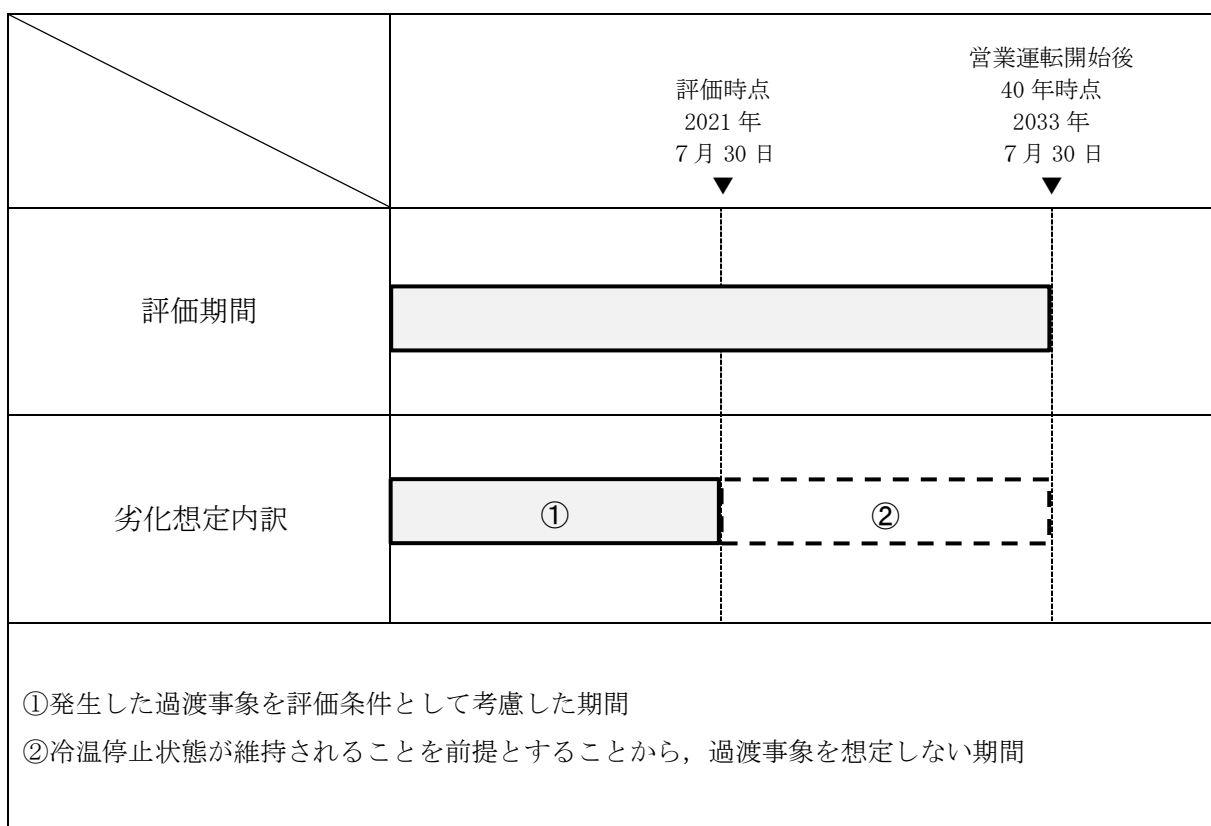 評価時点
2021 年
7 月 30 日
▼
営業運転開始後
40 年時点
2033 年
7 月 30 日
▼
評価期間
劣化想定内訳
①
②
①発生した過渡事象を評価条件として考慮した期間
②冷温停止状態が維持されることを前提とすることから，過渡事象を想定しない期間